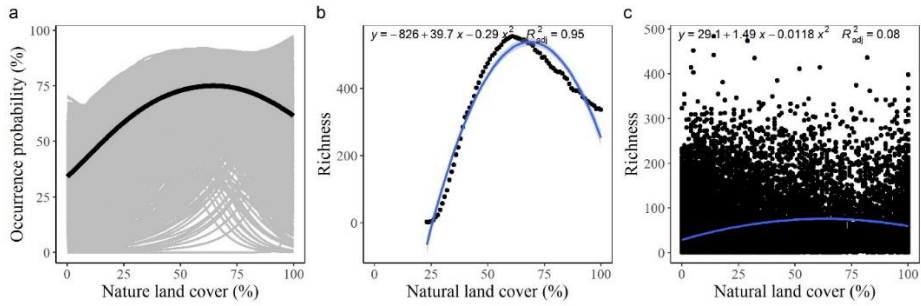 a
Occurrence probability (%)
100
75
50
25
0
0 25 50 75 100
Nature land cover (%)
b
y = −826 + 39.7 x − 0.29 x² R²adj = 0.95
Richness
400
200
0
0 25 50 75 100
Natural land cover (%)
c
y = 29.1 + 1.49 x − 0.0118 x² R²adj = 0.08
Richness
500
400
300
200
100
0
0 25 50 75 100
Natural land cover (%)